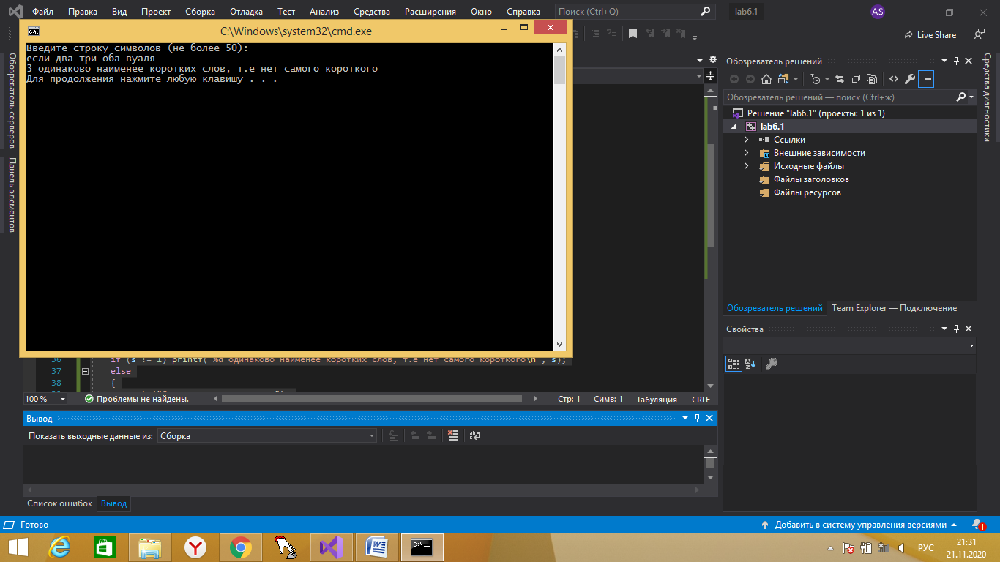 Файл Правка Вид Проект Сборка Отладка Тест Анализ Средства Расширения Окно Справка Поиск (Ctrl+Q) lab6.1 AS
C:\Windows\system32\cmd.exe
Live Share
Введите строку символов (не более 50):
если два три оба вуаля
3 одинаково наименее коротких слов, т.е нет самого короткого
Для продолжения нажмите любую клавишу . . .
Обозреватель серверов
Панель элементов
Обозреватель решений
Обозреватель решений — поиск (Ctrl+ж)
Решение "lab6.1" (проекты: 1 из 1)
lab6.1
Ссылки
Внешние зависимости
Исходные файлы
Файлы заголовков
Файлы ресурсов
Средства диагностики
Обозреватель решений Team Explorer — Подключение
Свойства
36 if (s != 1) printf("%d одинаково наименее коротких слов, т.е нет самого короткого\n", s);
37 else
38 {
100 % Проблемы не найдены. Стр: 1 Симв: 1 Табуляция CRLF
Вывод
Показать выходные данные из: Сборка
Список ошибок Вывод
Готово Добавить в систему управления версиями 1
РУС 21:31
21.11.2020